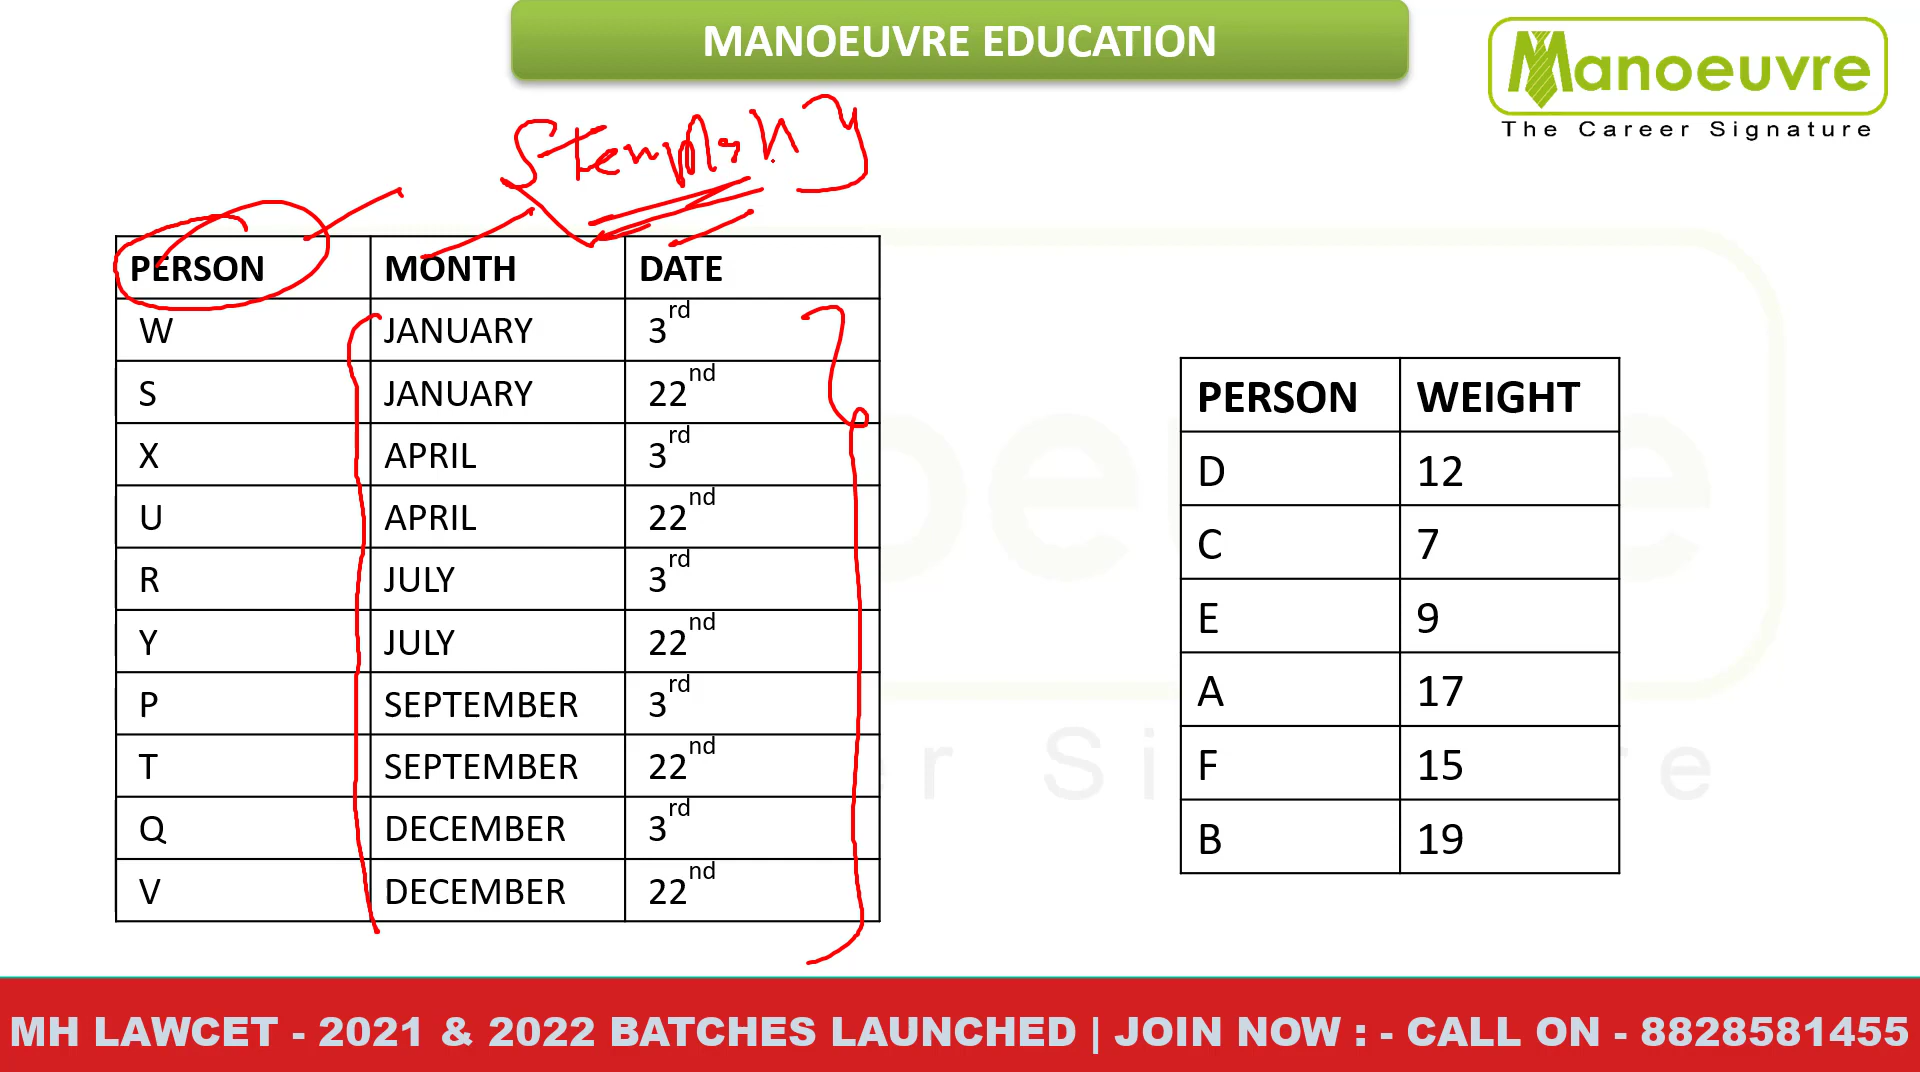 MANOEUVRE EDUCATION
Manoeuvre
The Career Signature
PERSON MONTH DATE
W JANUARY 3rd
S JANUARY 22nd
X APRIL 3rd
U APRIL 22nd
R JULY 3rd
Y JULY 22nd
P SEPTEMBER 3rd
T SEPTEMBER 22nd
Q DECEMBER 3rd
V DECEMBER 22nd
PERSON WEIGHT
D 12
C 7
E 9
A 17
F 15
B 19
MH LAWCET - 2021 & 2022 BATCHES LAUNCHED | JOIN NOW : - CALL ON - 8828581455